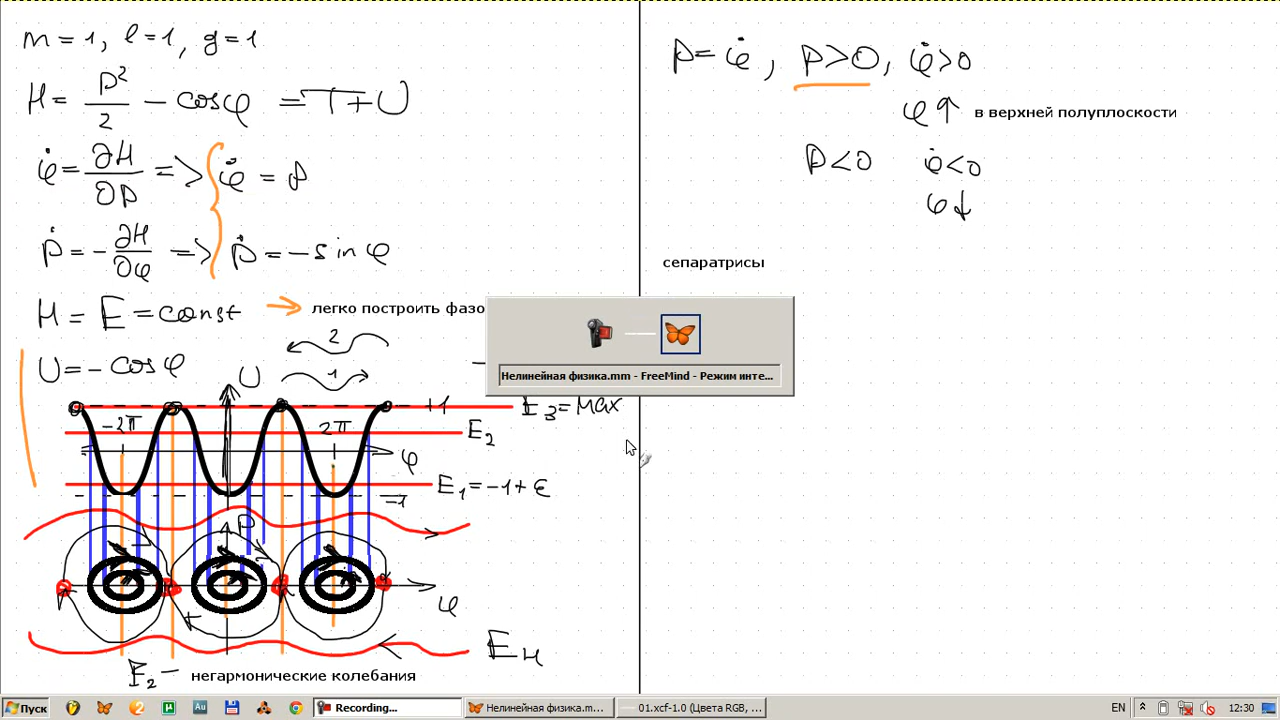 m = 1, l = 1, g = 1
H = p²/2 − cosφ = T + U
φ̇ = ∂H/∂p => φ̇ = p
ṗ = −∂H/∂φ => ṗ = −sin φ
H = E = const → легко построить фазо
U = −cosφ
2
1
U
+1
E₃ = max
−2π
2π
E₂
φ
E₁ = −1 + ε
−1
p
φ
E₄
E₂ — негармонические колебания
p = φ̇, p > 0, φ̇ > 0
φ↑ в верхней полуплоскости
p < 0 φ̇ < 0
φ↓
сепаратрисы
Нелинейная физика.mm - FreeMind - Режим инте...
Пуск
Au
Recording...
Нелинейная физика.m...
01.xcf-1.0 (Цвета RGB, ...
EN
12:30